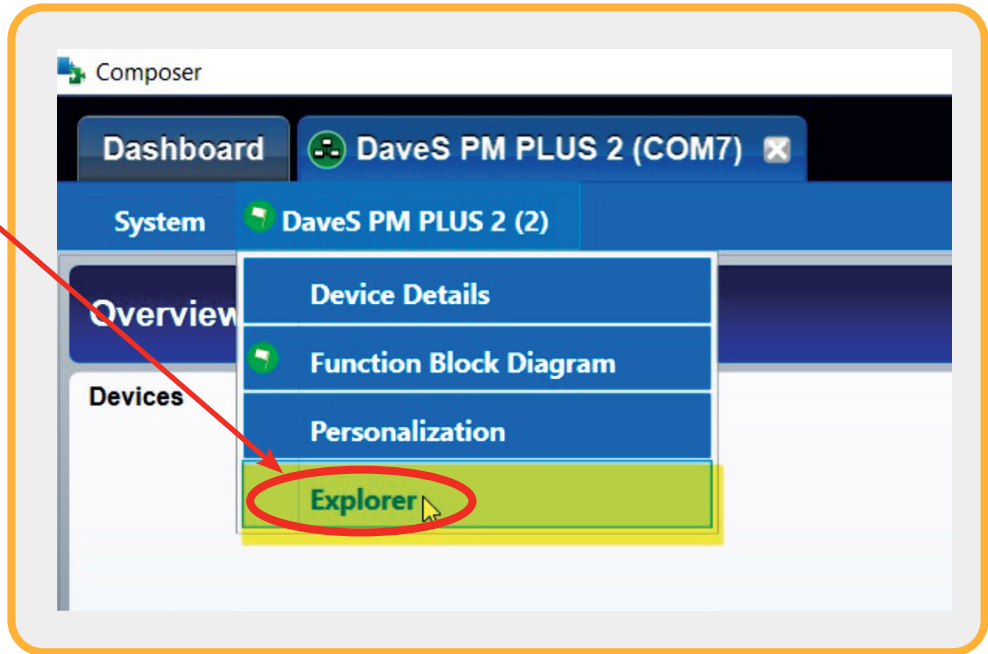 Composer
Dashboard DaveS PM PLUS 2 (COM7)
System DaveS PM PLUS 2 (2)
Overview
Device Details
Function Block Diagram
Devices
Personalization
Explorer